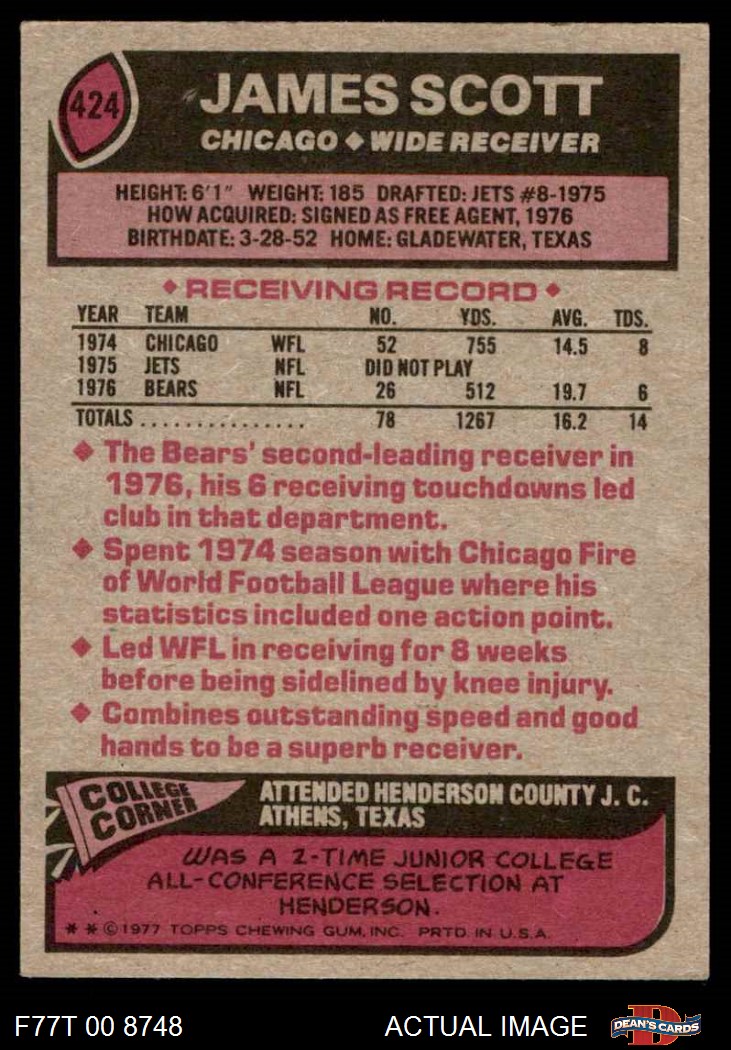 424
JAMES SCOTT
CHICAGO ◆ WIDE RECEIVER
HEIGHT: 6'1" WEIGHT: 185 DRAFTED: JETS #8-1975
HOW ACQUIRED: SIGNED AS FREE AGENT, 1976
BIRTHDATE: 3-28-52 HOME: GLADEWATER, TEXAS
◆ RECEIVING RECORD ◆
YEAR TEAM NO. YDS. AVG. TDS.
1974 CHICAGO WFL 52 755 14.5 8
1975 JETS NFL DID NOT PLAY
1976 BEARS NFL 26 512 19.7 6
TOTALS ................ 78 1267 16.2 14
◆ The Bears' second-leading receiver in
1976, his 6 receiving touchdowns led
club in that department.
◆ Spent 1974 season with Chicago Fire
of World Football League where his
statistics included one action point.
◆ Led WFL in receiving for 8 weeks
before being sidelined by knee injury.
◆ Combines outstanding speed and good
hands to be a superb receiver.
COLLEGE
CORNER
ATTENDED HENDERSON COUNTY J. C.
ATHENS, TEXAS
WAS A 2-TIME JUNIOR COLLEGE
ALL-CONFERENCE SELECTION AT
HENDERSON.
* * © 1977 TOPPS CHEWING GUM, INC. PRTD. IN U.S.A.
F77T 00 8748 ACTUAL IMAGE D DEAN'S CARDS